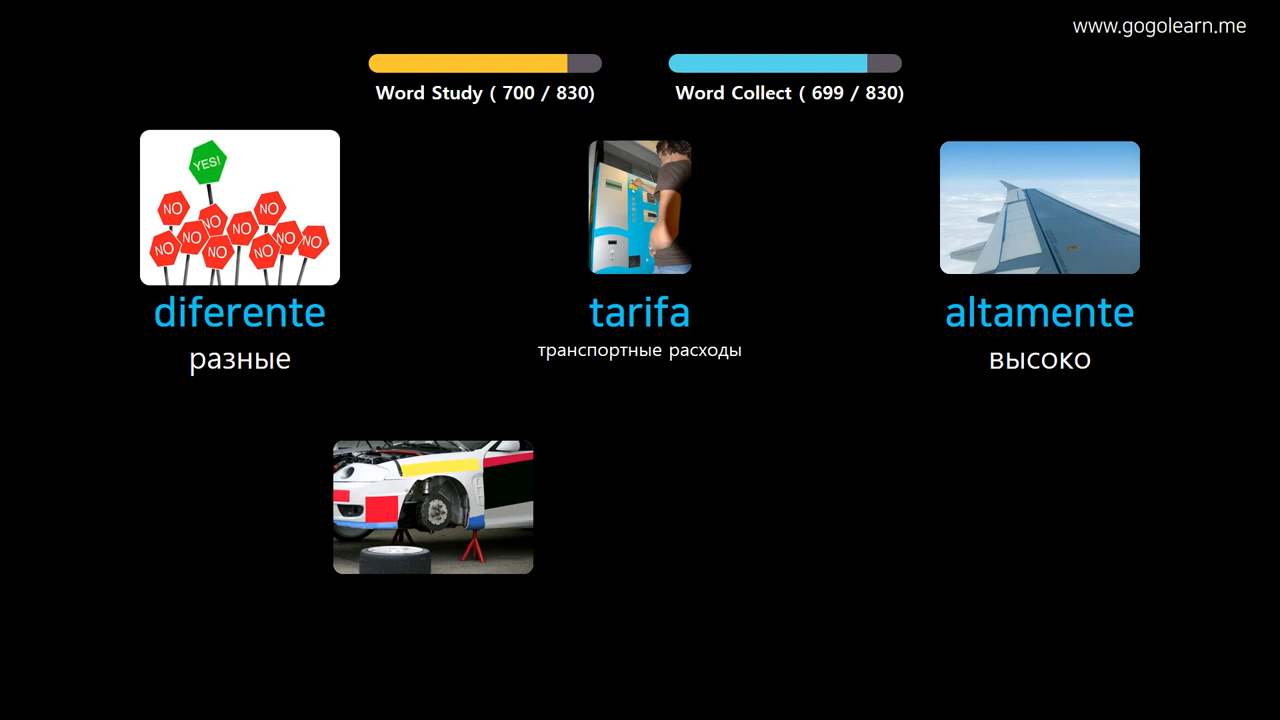 www.gogolearn.me
Word Study ( 700 / 830)
Word Collect ( 699 / 830)
YES!
NO
NO
NO
NO
NO
NO
NO
NO
NO
NO
diferente
tarifa
altamente
разные
транспортные расходы
высоко